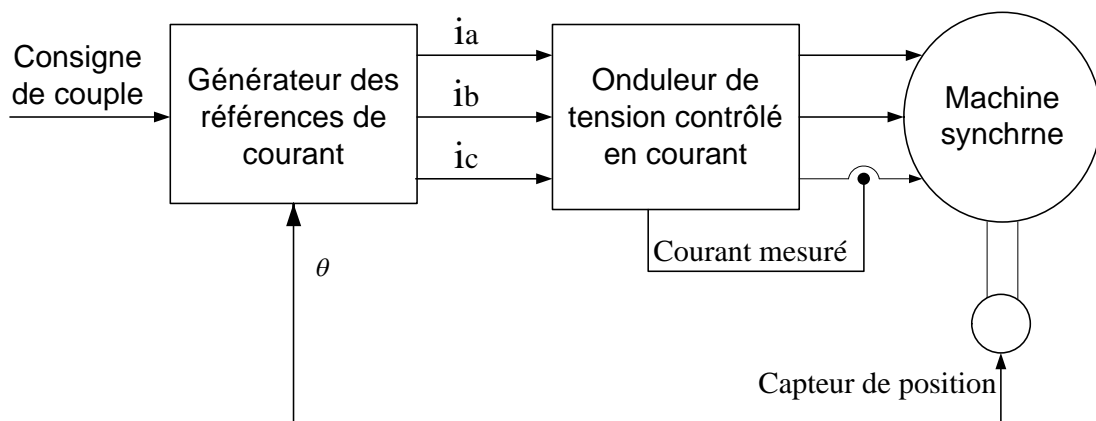 Consigne
de couple
Générateur des
références de
courant
ia
ib
ic
Onduleur de
tension contrôlé
en courant
Machine
synchrne
Courant mesuré
θ
Capteur de position